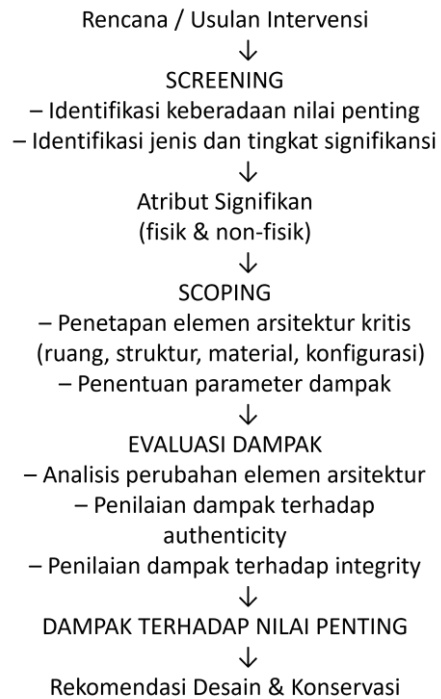 Rencana / Usulan Intervensi
↓
SCREENING
– Identifikasi keberadaan nilai penting
– Identifikasi jenis dan tingkat signifikansi
↓
Atribut Signifikan
(fisik & non-fisik)
↓
SCOPING
– Penetapan elemen arsitektur kritis
(ruang, struktur, material, konfigurasi)
– Penentuan parameter dampak
↓
EVALUASI DAMPAK
– Analisis perubahan elemen arsitektur
– Penilaian dampak terhadap
authenticity
– Penilaian dampak terhadap integrity
↓
DAMPAK TERHADAP NILAI PENTING
↓
Rekomendasi Desain & Konservasi